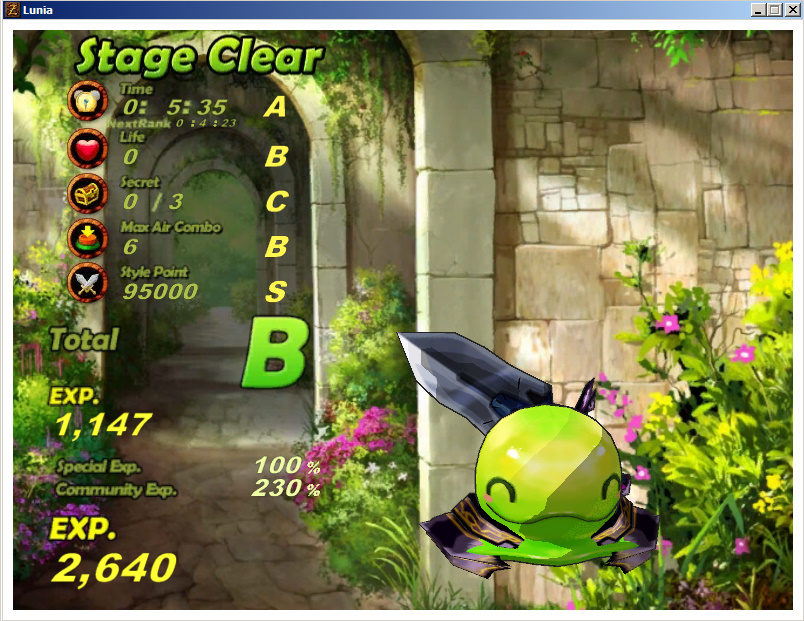 Lunia
Stage Clear
Time
0: 5:35 A
NextRank 0 :4 :23
Life
0 B
Secret
0 / 3 C
Max Air Combo
6 B
Style Point
95000 S
Total B
EXP.
1,147
Special Exp. 100 %
Community Exp. 230 %
EXP.
2,640